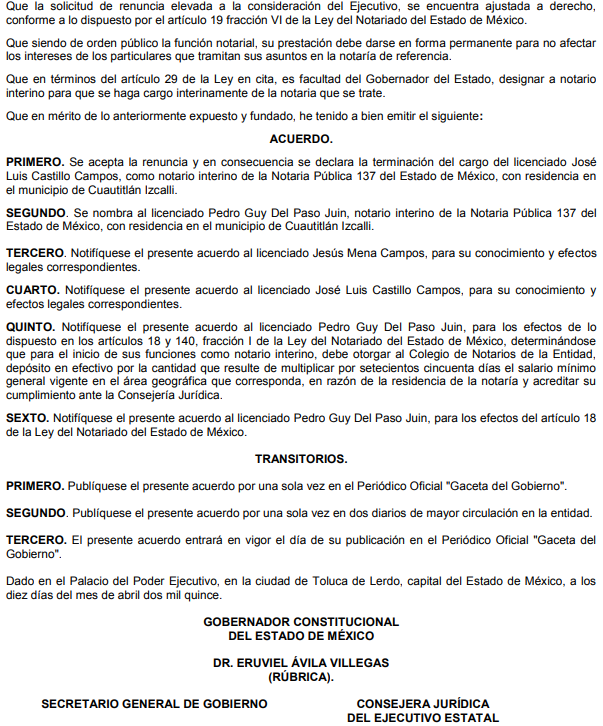 Que la solicitud de renuncia elevada a la consideración del Ejecutivo, se encuentra ajustada a derecho,
conforme a lo dispuesto por el artículo 19 fracción VI de la Ley del Notariado del Estado de México.
Que siendo de orden público la función notarial, su prestación debe darse en forma permanente para no afectar
los intereses de los particulares que tramitan sus asuntos en la notaría de referencia.
Que en términos del artículo 29 de la Ley en cita, es facultad del Gobernador del Estado, designar a notario
interino para que se haga cargo interinamente de la notaria que se trate.
Que en mérito de lo anteriormente expuesto y fundado, he tenido a bien emitir el siguiente:
ACUERDO.
PRIMERO. Se acepta la renuncia y en consecuencia se declara la terminación del cargo del licenciado José
Luis Castillo Campos, como notario interino de la Notaria Pública 137 del Estado de México, con residencia en
el municipio de Cuautitlán Izcalli.
SEGUNDO. Se nombra al licenciado Pedro Guy Del Paso Juin, notario interino de la Notaria Pública 137 del
Estado de México, con residencia en el municipio de Cuautitlán Izcalli.
TERCERO. Notifíquese el presente acuerdo al licenciado Jesús Mena Campos, para su conocimiento y efectos
legales correspondientes.
CUARTO. Notifíquese el presente acuerdo al licenciado José Luis Castillo Campos, para su conocimiento y
efectos legales correspondientes.
QUINTO. Notifíquese el presente acuerdo al licenciado Pedro Guy Del Paso Juin, para los efectos de lo
dispuesto en los artículos 18 y 140, fracción I de la Ley del Notariado del Estado de México, determinándose
que para el inicio de sus funciones como notario interino, debe otorgar al Colegio de Notarios de la Entidad,
depósito en efectivo por la cantidad que resulte de multiplicar por setecientos cincuenta días el salario mínimo
general vigente en el área geográfica que corresponda, en razón de la residencia de la notaría y acreditar su
cumplimiento ante la Consejería Jurídica.
SEXTO. Notifíquese el presente acuerdo al licenciado Pedro Guy Del Paso Juin, para los efectos del artículo 18
de la Ley del Notariado del Estado de México.
TRANSITORIOS.
PRIMERO. Publíquese el presente acuerdo por una sola vez en el Periódico Oficial "Gaceta del Gobierno".
SEGUNDO. Publíquese el presente acuerdo por una sola vez en dos diarios de mayor circulación en la entidad.
TERCERO. El presente acuerdo entrará en vigor el día de su publicación en el Periódico Oficial "Gaceta del
Gobierno".
Dado en el Palacio del Poder Ejecutivo, en la ciudad de Toluca de Lerdo, capital del Estado de México, a los
diez días del mes de abril dos mil quince.
GOBERNADOR CONSTITUCIONAL
DEL ESTADO DE MÉXICO
DR. ERUVIEL ÁVILA VILLEGAS
(RÚBRICA).
SECRETARIO GENERAL DE GOBIERNO
CONSEJERA JURÍDICA
DEL EJECUTIVO ESTATAL